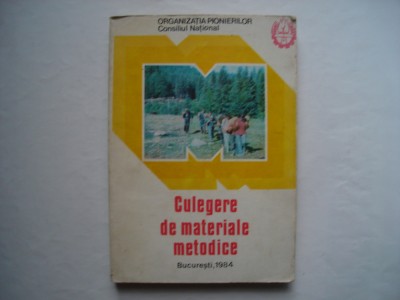 ORGANIZAȚIA PIONIERILOR
Consiliul Național
Culegere
de materiale
metodice
București, 1984